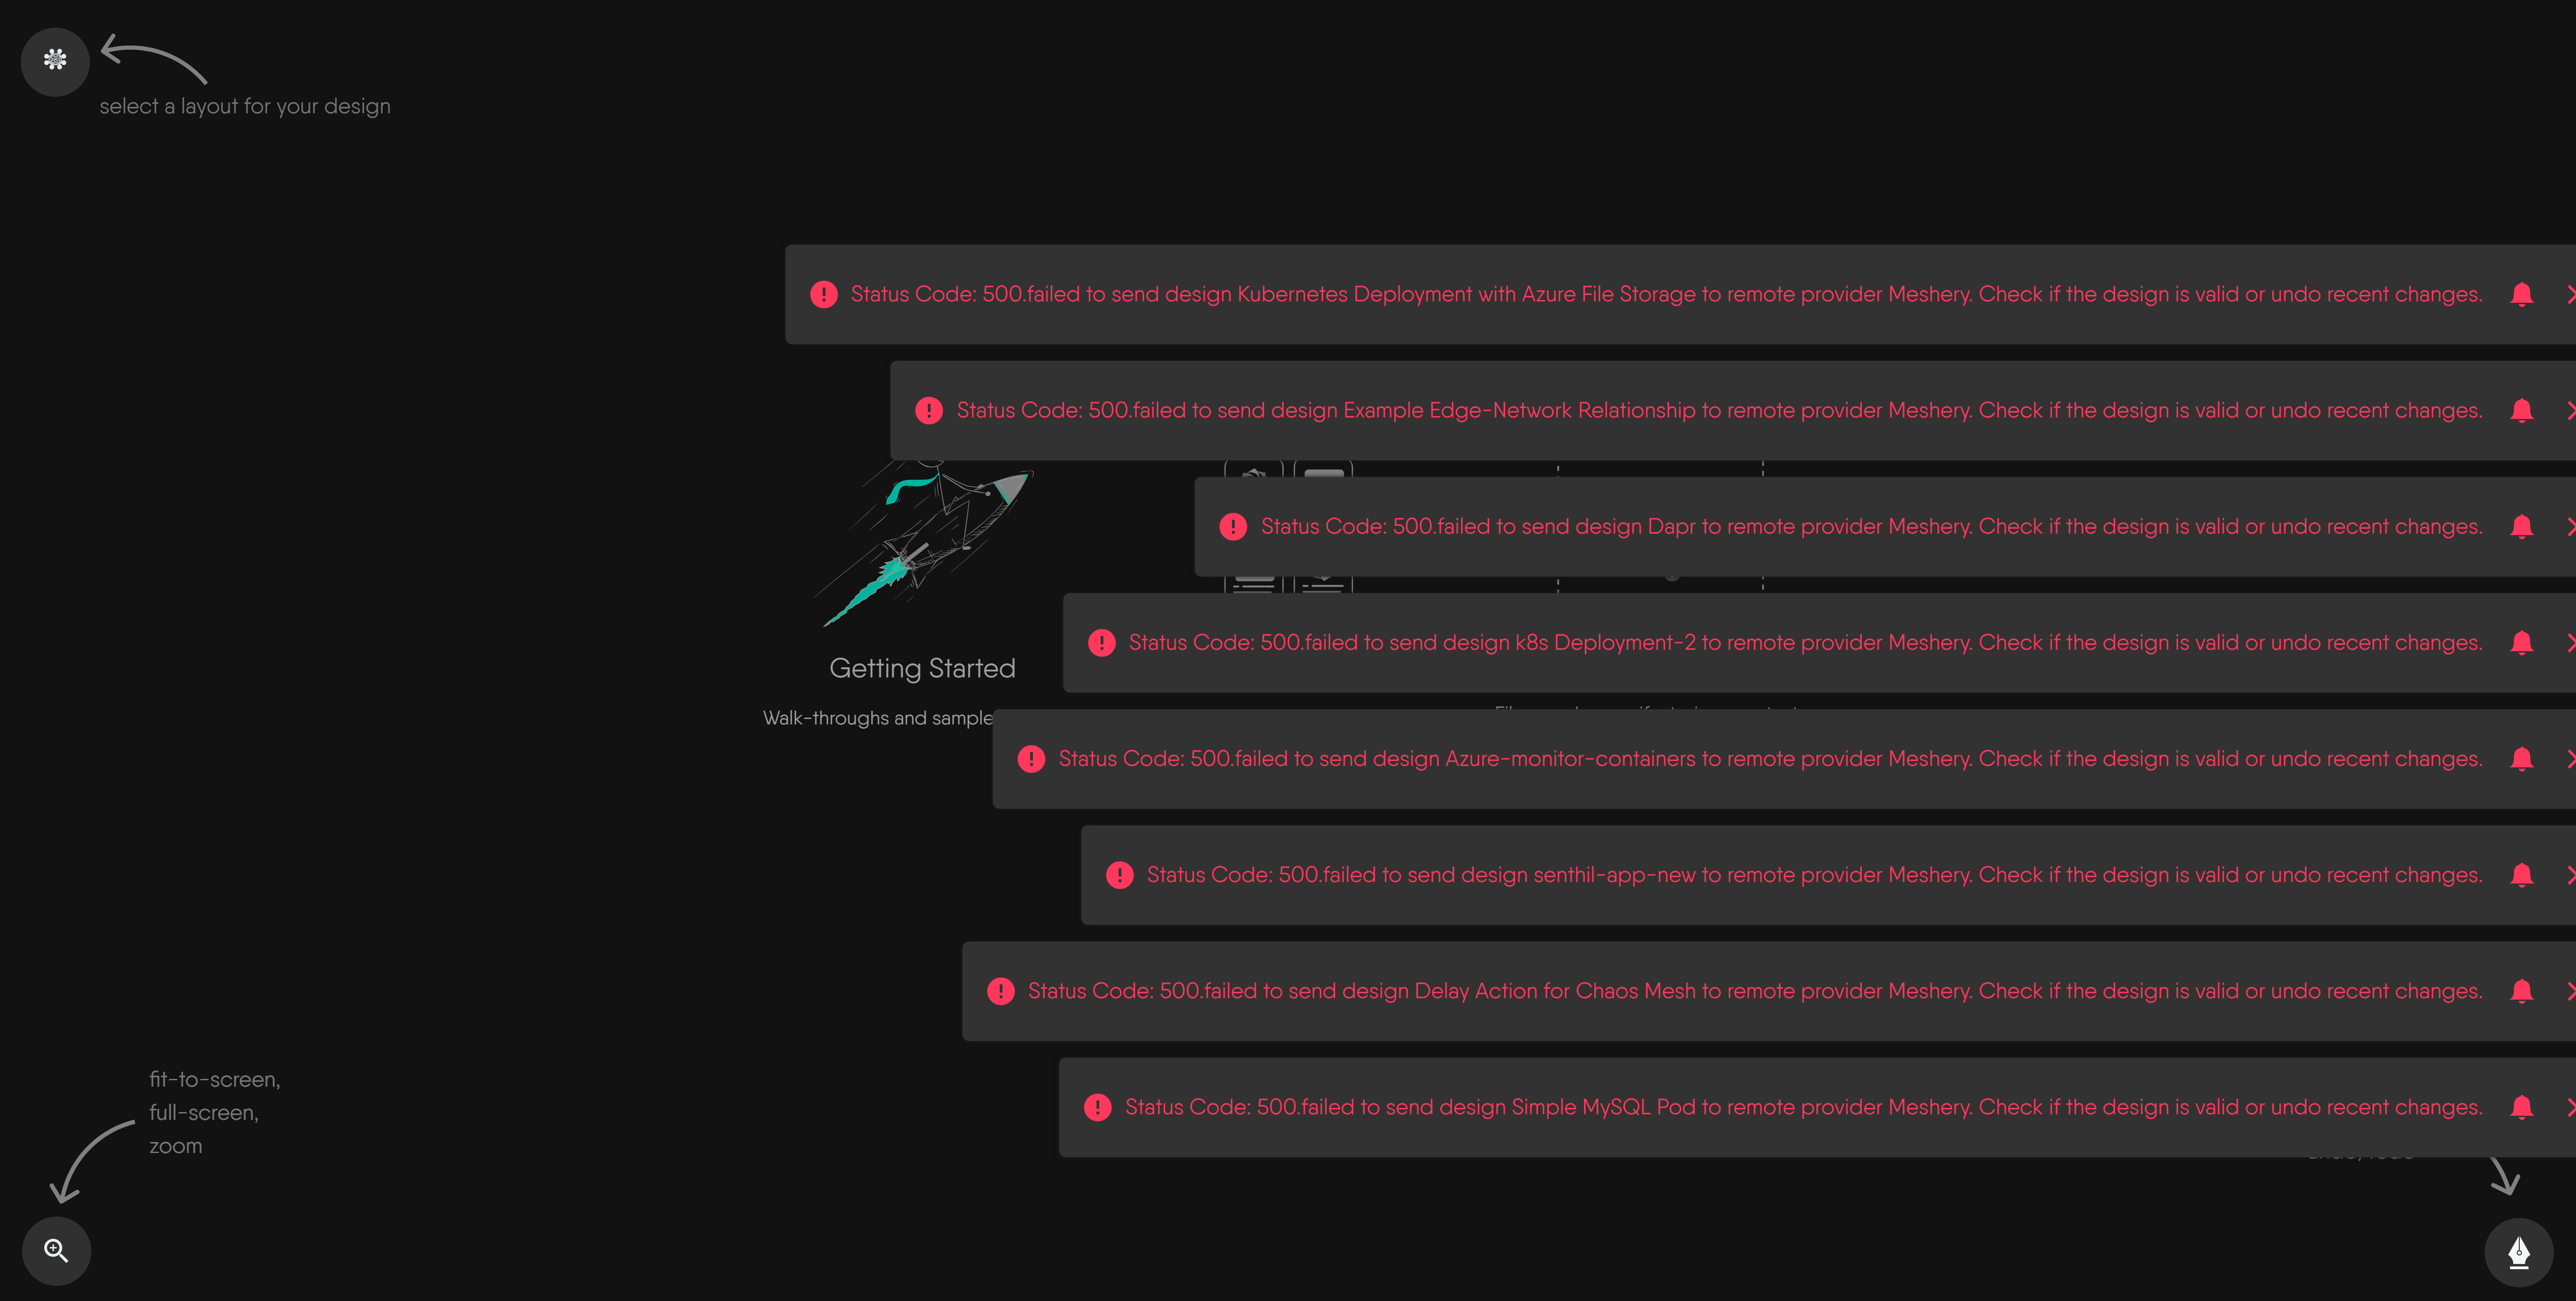 select a layout for your design
Status Code: 500.failed to send design Kubernetes Deployment with Azure File Storage to remote provider Meshery. Check if the design is valid or undo recent changes.
Status Code: 500.failed to send design Example Edge-Network Relationship to remote provider Meshery. Check if the design is valid or undo recent changes.
Status Code: 500.failed to send design Dapr to remote provider Meshery. Check if the design is valid or undo recent changes.
Status Code: 500.failed to send design k8s Deployment-2 to remote provider Meshery. Check if the design is valid or undo recent changes.
Getting Started
Walk-throughs and sample
Status Code: 500.failed to send design Azure-monitor-containers to remote provider Meshery. Check if the design is valid or undo recent changes.
Status Code: 500.failed to send design senthil-app-new to remote provider Meshery. Check if the design is valid or undo recent changes.
Status Code: 500.failed to send design Delay Action for Chaos Mesh to remote provider Meshery. Check if the design is valid or undo recent changes.
Status Code: 500.failed to send design Simple MySQL Pod to remote provider Meshery. Check if the design is valid or undo recent changes.
fit-to-screen,
full-screen,
zoom